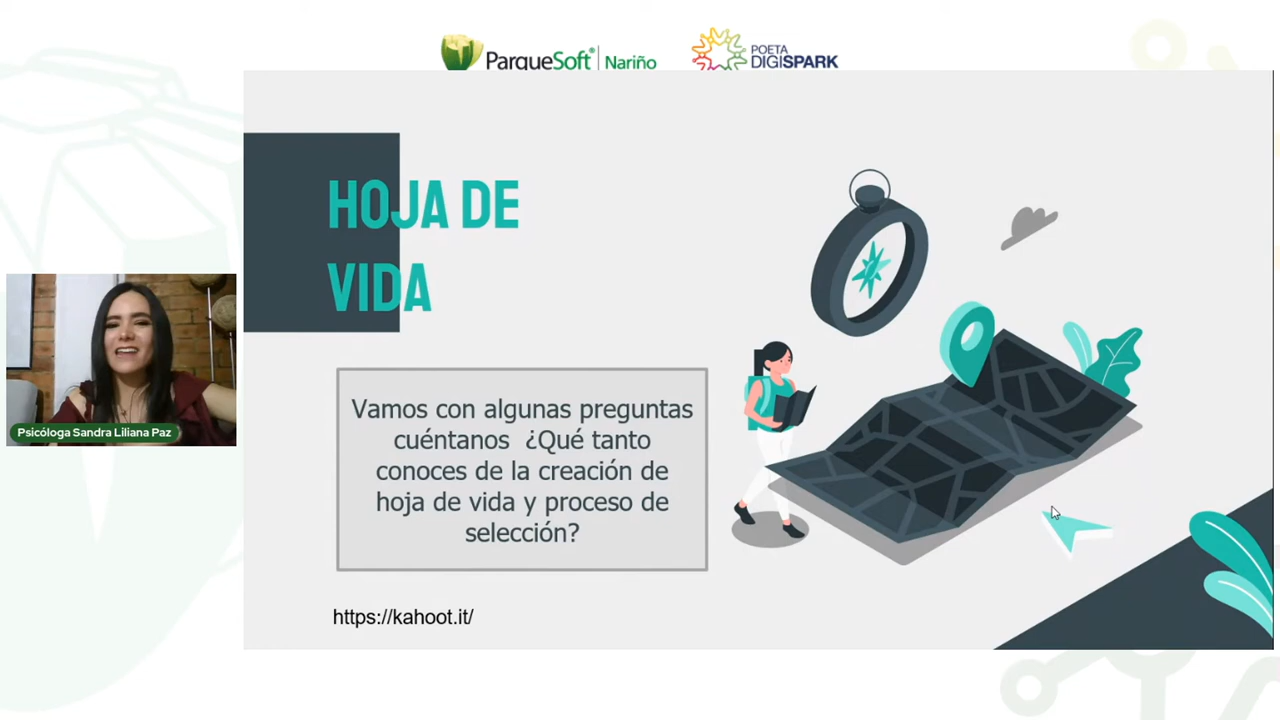 ParqueSoft® | Nariño
POETA
DIGISPARK
HOJA DE
VIDA
Psicóloga Sandra Liliana Paz
Vamos con algunas preguntas
cuéntanos ¿Qué tanto
conoces de la creación de
hoja de vida y proceso de
selección?
https://kahoot.it/